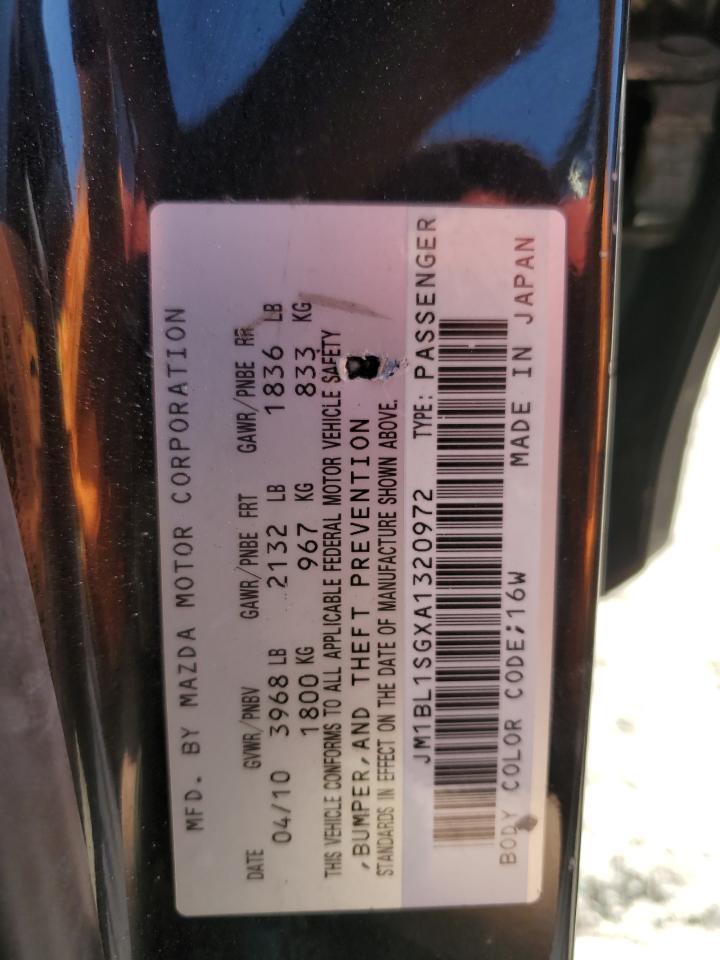 MFD. BY MAZDA MOTOR CORPORATION
DATE GVWR/PNBV GAWR/PNBE FRT GAWR/PNBE RR
04/10 3968 LB 2132 LB 1836 LB
1800 KG 967 KG 833 KG
THIS VEHICLE CONFORMS TO ALL APPLICABLE FEDERAL MOTOR VEHICLE SAFETY
,BUMPER,AND THEFT PREVENTION
STANDARDS IN EFFECT ON THE DATE OF MANUFACTURE SHOWN ABOVE.
JM1BL1SGXA1320972 TYPE: PASSENGER
BODY COLOR CODE;16W MADE IN JAPAN